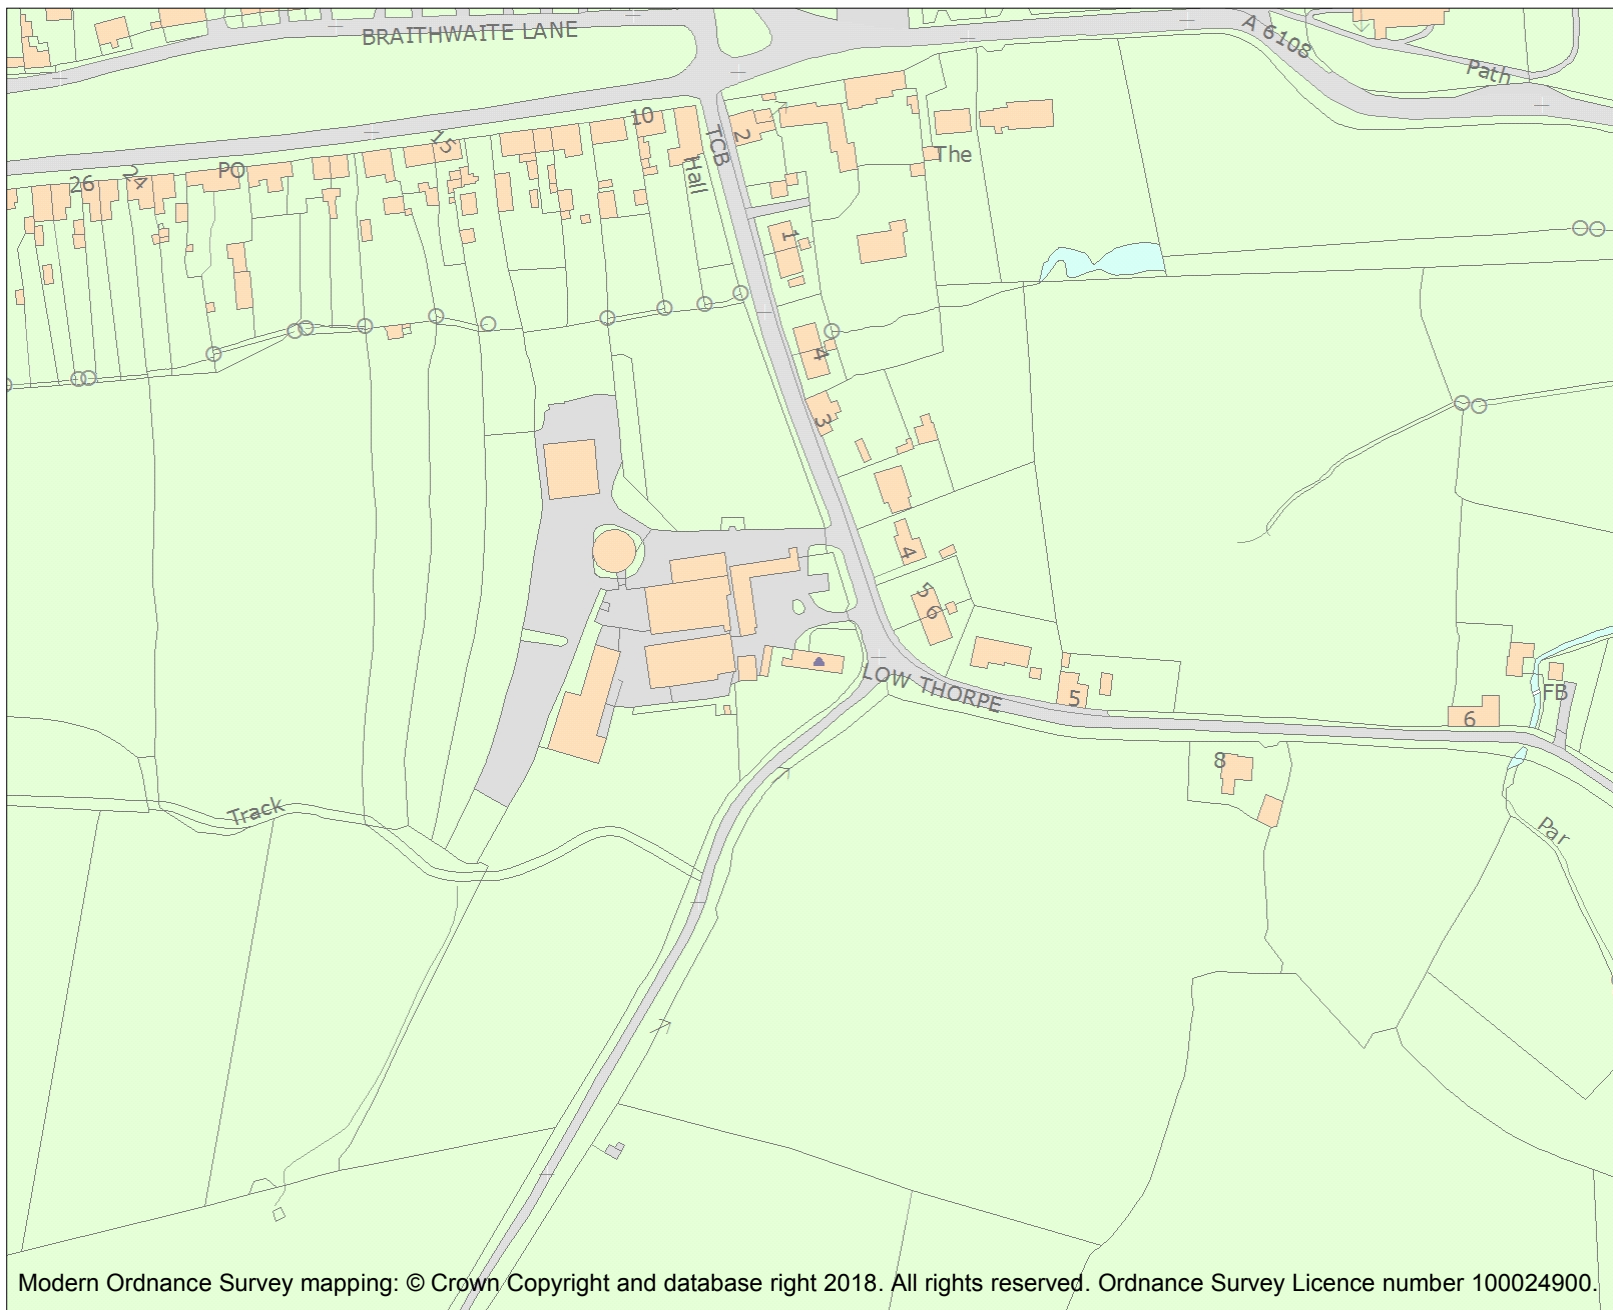 BRAITHWAITE LANE
A 6108
Path
10
15
TCB
2
Hall
The
PO
26
24
1
4
3
4
5
6
LOW THORPE
5
6
FB
8
Track
Par
Modern Ordnance Survey mapping: © Crown Copyright and database right 2018. All rights reserved. Ordnance Survey Licence number 100024900.